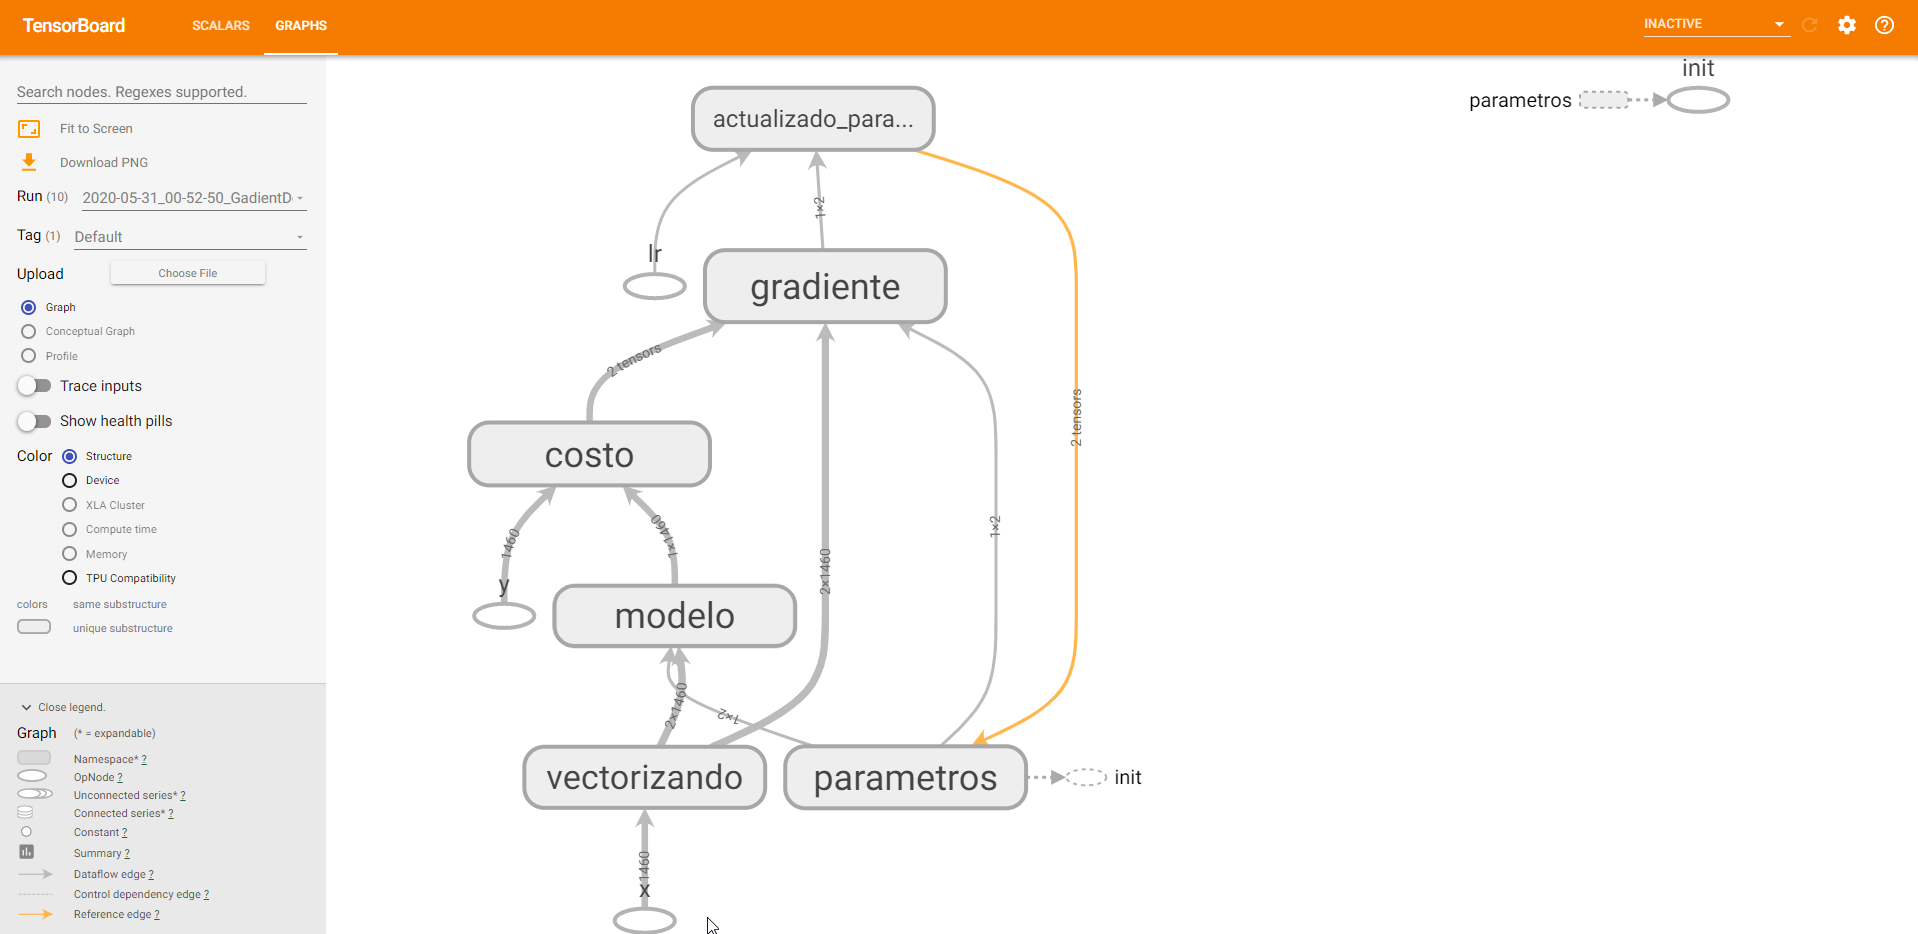 TensorBoard
SCALARS
GRAPHS
INACTIVE
Search nodes. Regexes supported.
Fit to Screen
Download PNG
Run (10) 2020-05-31_00-52-50_GadientD
Tag (1) Default
Upload Choose File
Graph
Conceptual Graph
Profile
Trace inputs
Show health pills
Color Structure
Device
XLA Cluster
Compute time
Memory
TPU Compatibility
colors same substructure
unique substructure
Close legend.
Graph (* = expandable)
Namespace* ?
OpNode ?
Unconnected series* ?
Connected series* ?
Constant ?
Summary ?
Dataflow edge ?
Control dependency edge ?
Reference edge ?
init
parametros
actualizado_para...
1×2
lr
gradiente
2 tensors
2 tensors
costo
1460
1×1460
2×1460
1×2
y
modelo
2×1460
1×2
vectorizando
parametros
init
1460
x